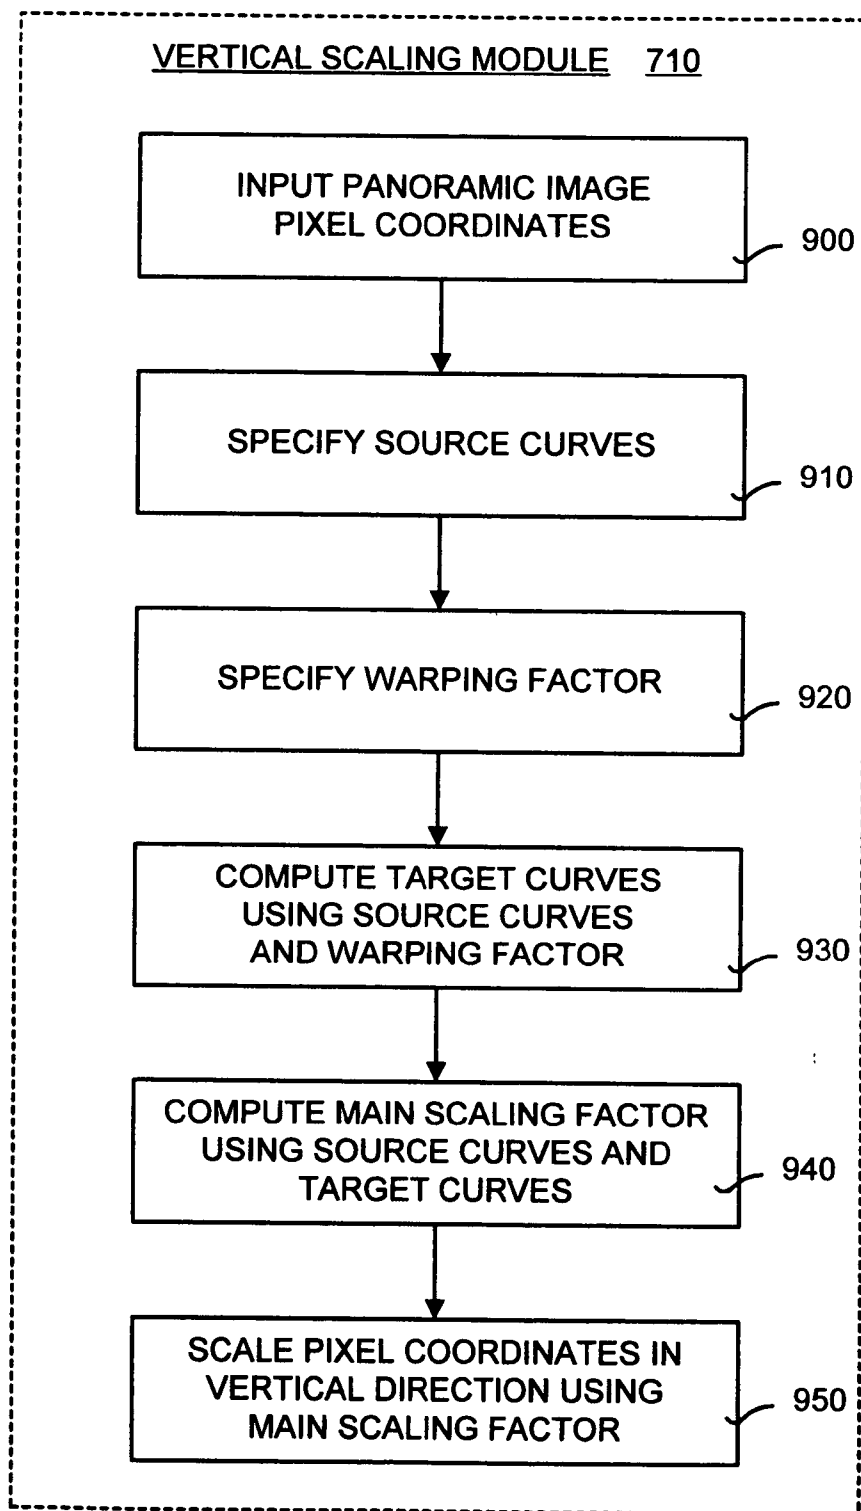 VERTICAL SCALING MODULE 710
INPUT PANORAMIC IMAGE
PIXEL COORDINATES
900
SPECIFY SOURCE CURVES
910
SPECIFY WARPING FACTOR
920
COMPUTE TARGET CURVES
USING SOURCE CURVES
AND WARPING FACTOR
930
COMPUTE MAIN SCALING FACTOR
USING SOURCE CURVES AND
TARGET CURVES
940
SCALE PIXEL COORDINATES IN
VERTICAL DIRECTION USING
MAIN SCALING FACTOR
950